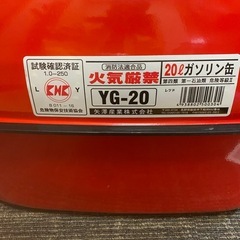 試験確認済証
1.0-250
L
KHK
Y
危険物保安技術協会
消防法適合品
火気厳禁
YG-20
矢澤産業株式会社
20ℓガソリン缶
第四類 第一石油類 危険等級Ⅱ
レクタ